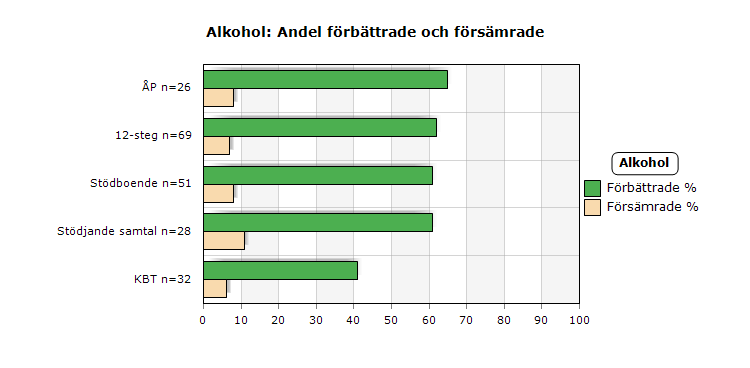 Alkohol: Andel förbättrade och försämrade
ÅP n=26
12-steg n=69
Stödboende n=51
Stödjande samtal n=28
KBT n=32
0 10 20 30 40 50 60 70 80 90 100
Alkohol
Förbättrade %
Försämrade %